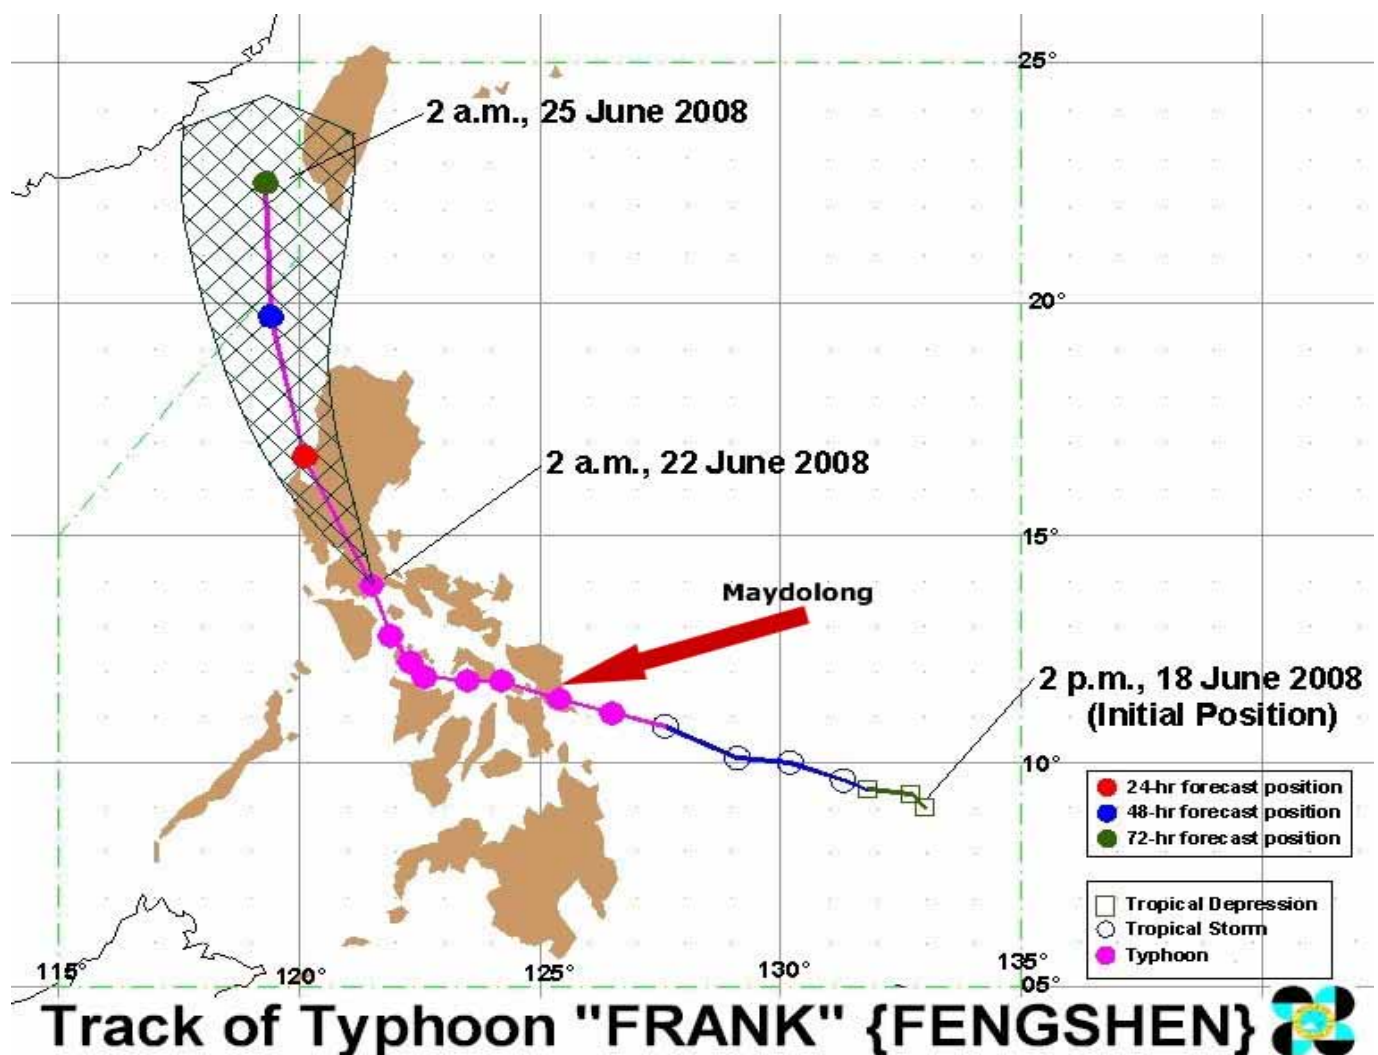 25°
2 a.m., 25 June 2008
20°
2 a.m., 22 June 2008
15°
Maydolong
2 p.m., 18 June 2008
(Initial Position)
10°
24-hr forecast position
48-hr forecast position
72-hr forecast position
Tropical Depression
Tropical Storm
Typhoon
115°
120°
125°
130°
135°
05°
Track of Typhoon "FRANK" {FENGSHEN}